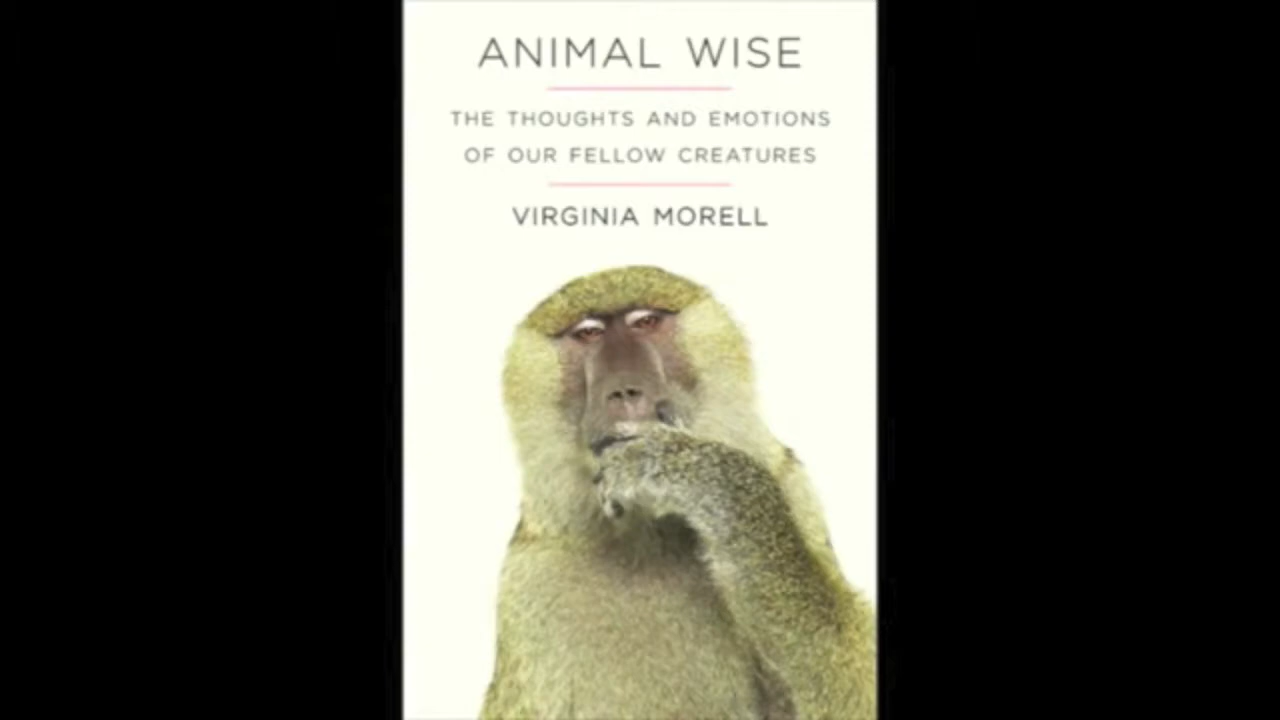 ANIMAL WISE
THE THOUGHTS AND EMOTIONS
OF OUR FELLOW CREATURES
VIRGINIA MORELL